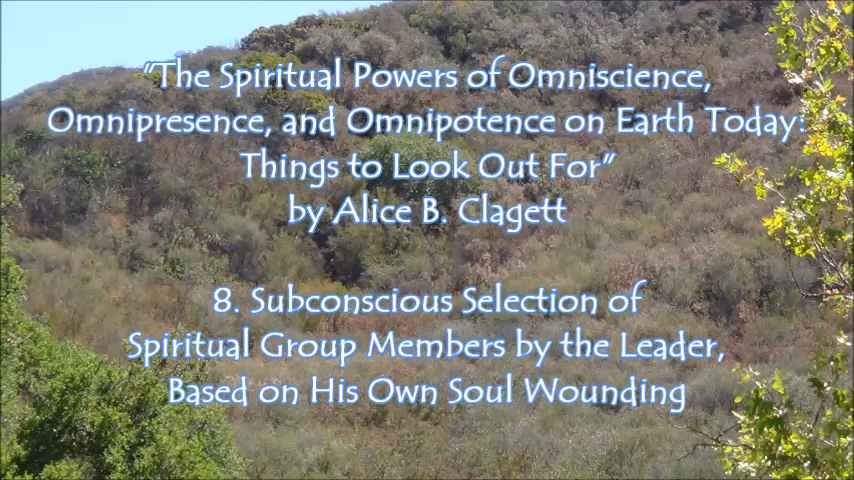 "The Spiritual Powers of Omniscience,
Omnipresence, and Omnipotence on Earth Today:
Things to Look Out For"
by Alice B. Clagett
8. Subconscious Selection of
Spiritual Group Members by the Leader,
Based on His Own Soul Wounding